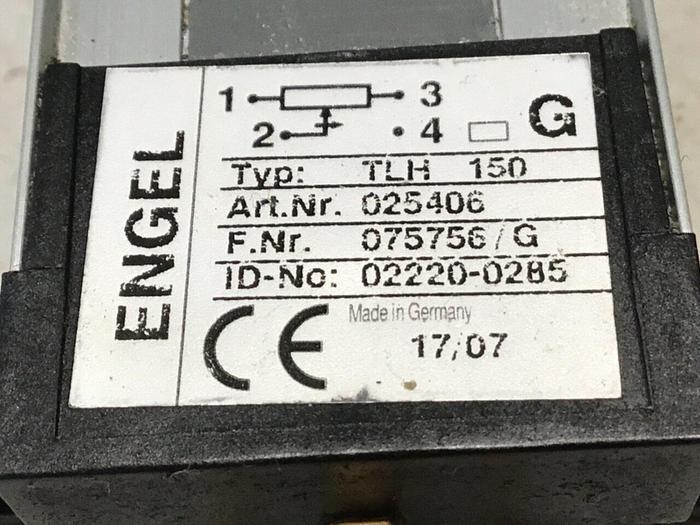 ENGEL
1 3
2 4 G
Typ: TLH 150
Art.Nr. 025406
F.Nr. 075756/G
ID-No: 02220-0285
CE Made in Germany
17/07